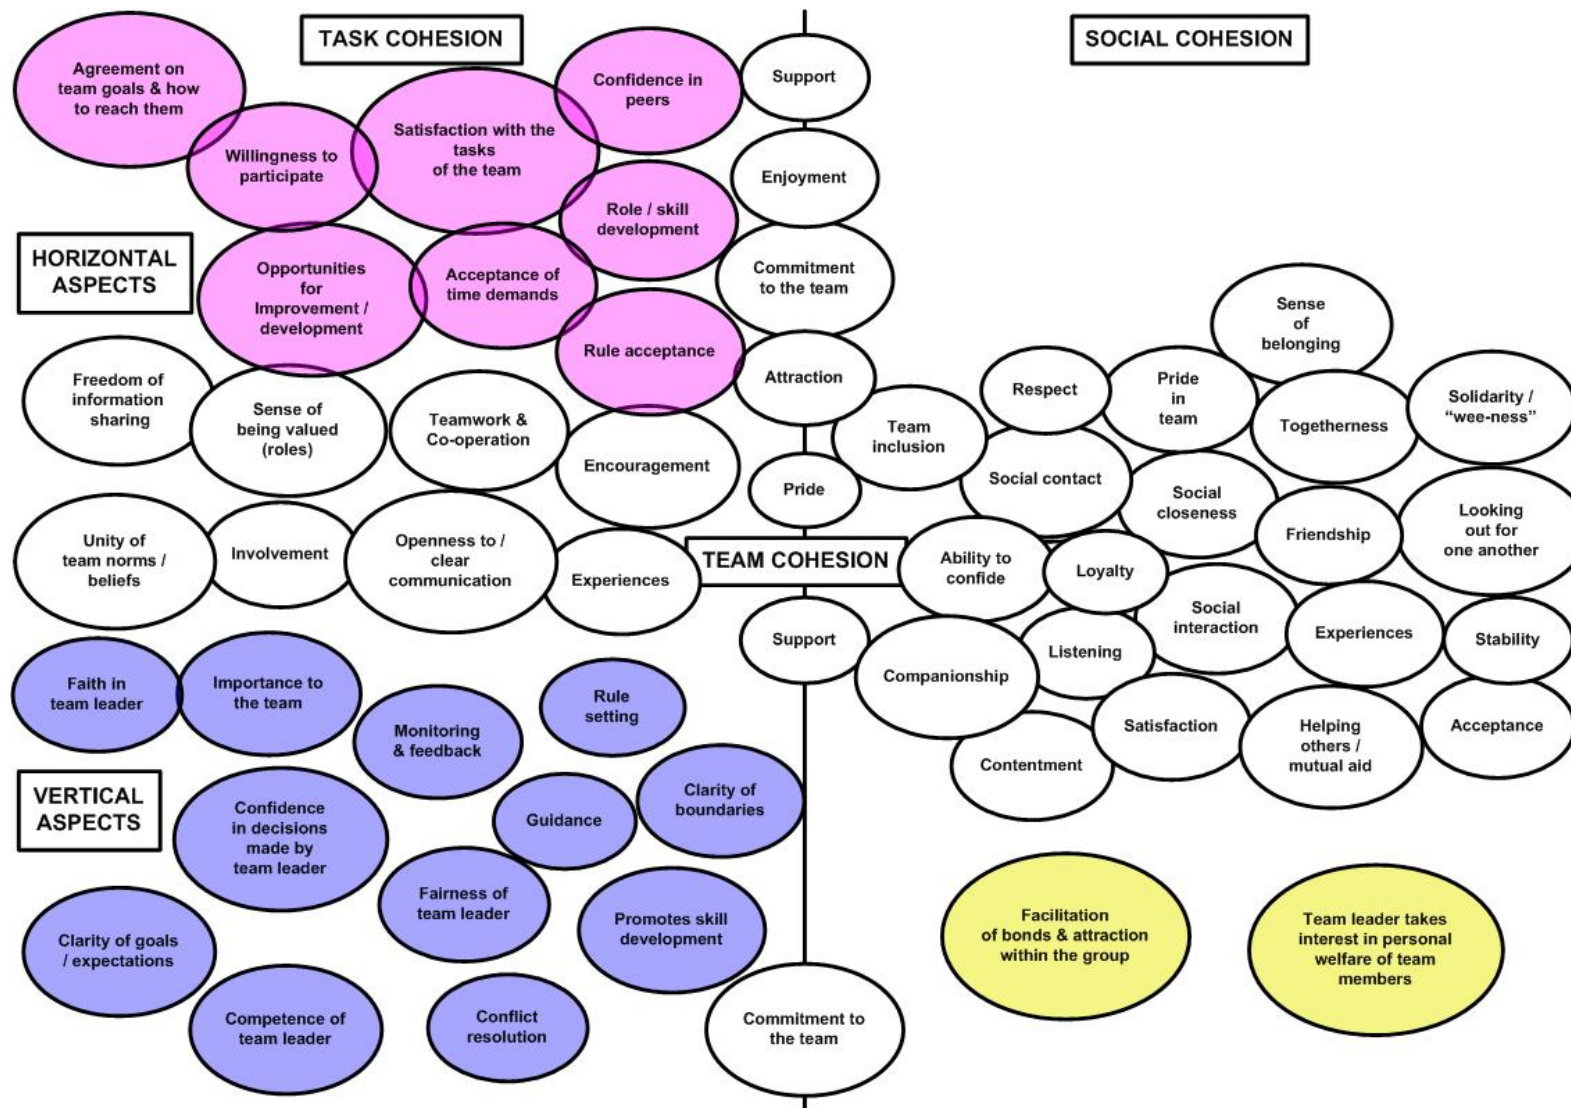 TASK COHESION
SOCIAL COHESION
Agreement on
team goals & how
to reach them
Willingness to
participate
Satisfaction with the
tasks
of the team
Confidence in
peers
Support
Enjoyment
Role / skill
development
Commitment
to the team
HORIZONTAL
ASPECTS
Opportunities
for
Improvement /
development
Acceptance of
time demands
Rule acceptance
Attraction
Freedom of
information
sharing
Sense of
being valued
(roles)
Teamwork &
Co-operation
Encouragement
Pride
Unity of
team norms /
beliefs
Involvement
Openness to /
clear
communication
Experiences
TEAM COHESION
Sense
of
belonging
Respect
Pride
in
team
Togetherness
Solidarity /
“wee-ness”
Team
inclusion
Social contact
Social
closeness
Friendship
Looking
out for
one another
Ability to
confide
Loyalty
Social
interaction
Experiences
Stability
Support
Companionship
Listening
Contentment
Satisfaction
Helping
others /
mutual aid
Acceptance
Faith in
team leader
Importance to
the team
Monitoring
& feedback
Rule
setting
VERTICAL
ASPECTS
Confidence
in decisions
made by
team leader
Guidance
Clarity of
boundaries
Fairness of
team leader
Promotes skill
development
Clarity of goals
/ expectations
Competence of
team leader
Conflict
resolution
Commitment to
the team
Facilitation
of bonds & attraction
within the group
Team leader takes
interest in personal
welfare of team
members